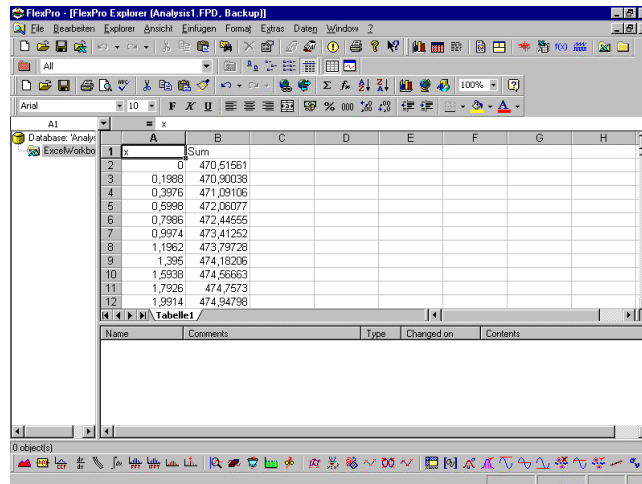 FlexPro - [FlexPro Explorer (Analysis1.FPD, Backup)]
File Bearbeiten Explorer Ansicht Einfügen Format Extras Daten Window ?
All
100%
Arial 10 F K U
A1 = x
Database: 'Analys
ExcelWorkbo
A B C D E F G H
1 x Sum
2 0 470,51561
3 0,1988 470,90038
4 0,3976 471,09106
5 0,5998 472,06077
6 0,7986 472,44555
7 0,9974 473,41252
8 1,1962 473,79728
9 1,395 474,18206
10 1,5938 474,56663
11 1,7926 474,7573
12 1,9914 474,94798
Tabelle1
Name Comments Type Changed on Contents
0 object(s)